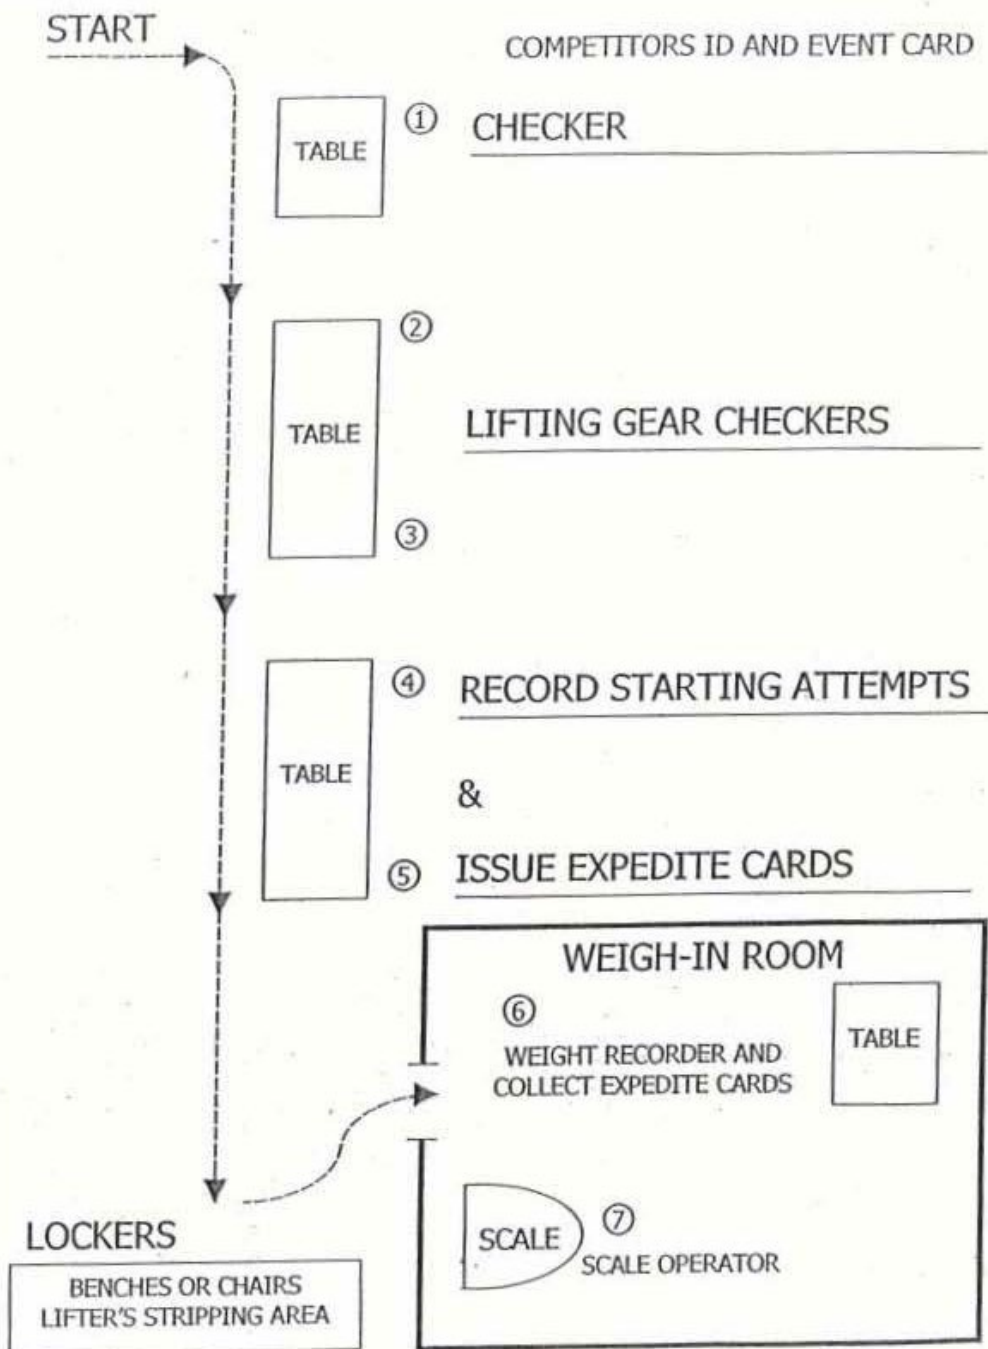 START
COMPETITORS ID AND EVENT CARD
TABLE
① CHECKER
②
TABLE
LIFTING GEAR CHECKERS
③
④ RECORD STARTING ATTEMPTS
TABLE
&
⑤ ISSUE EXPEDITE CARDS
WEIGH-IN ROOM
⑥
TABLE
WEIGHT RECORDER AND
COLLECT EXPEDITE CARDS
SCALE
⑦
SCALE OPERATOR
LOCKERS
BENCHES OR CHAIRS
LIFTER'S STRIPPING AREA